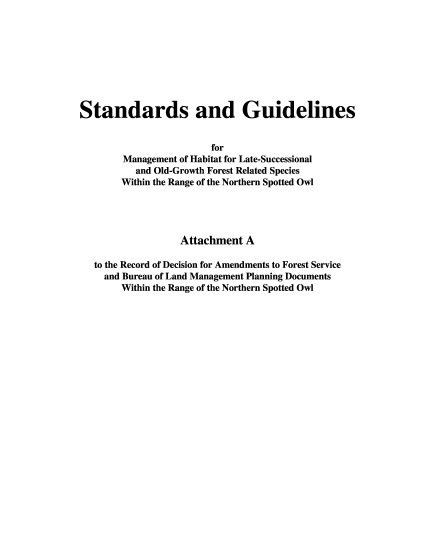 Standards and Guidelines
for
Management of Habitat for Late-Successional
and Old-Growth Forest Related Species
Within the Range of the Northern Spotted Owl
Attachment A
to the Record of Decision for Amendments to Forest Service
and Bureau of Land Management Planning Documents
Within the Range of the Northern Spotted Owl